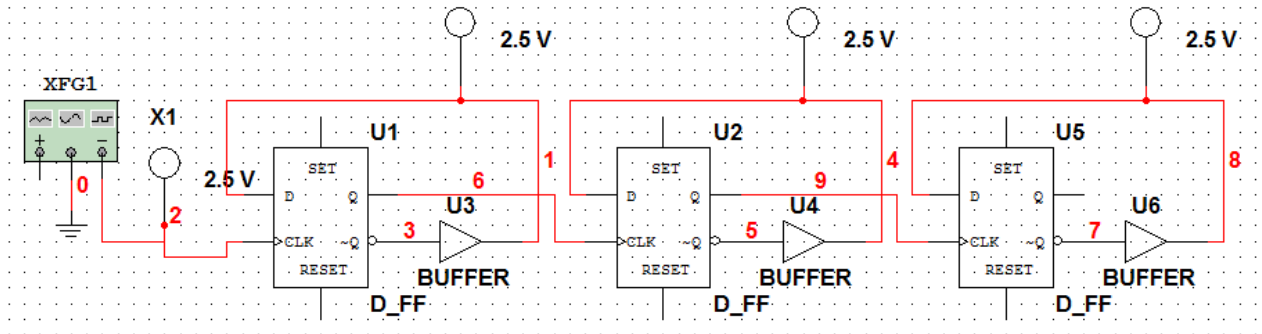 2.5 V
2.5 V
2.5 V
XFG1
X1
+
−
0
2
2.5 V
U1
SET
D
Q
CLK
~Q
RESET
D_FF
6
3
U3
BUFFER
1
U2
SET
D
Q
CLK
~Q
RESET
D_FF
9
5
U4
BUFFER
4
U5
SET
D
Q
CLK
~Q
RESET
D_FF
7
U6
BUFFER
8